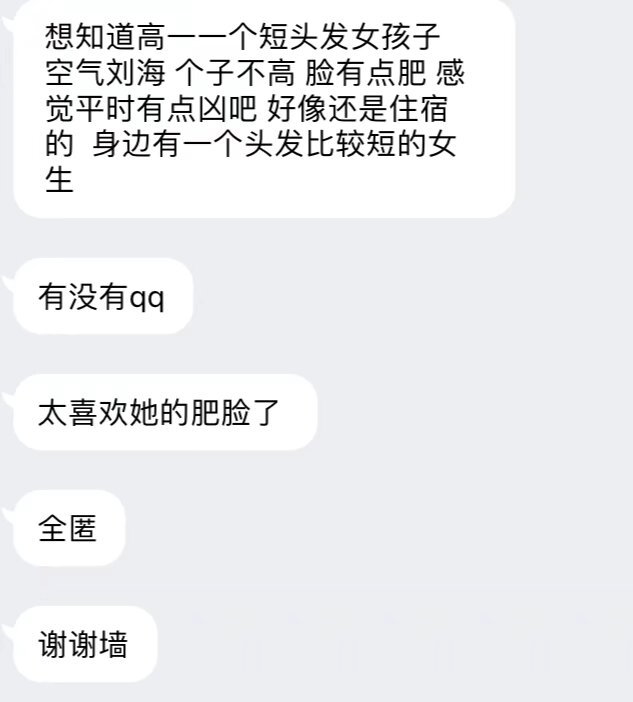 想知道高一一个短头发女孩子
空气刘海 个子不高 脸有点肥 感
觉平时有点凶吧 好像还是住宿
的  身边有一个头发比较短的女
生
有没有qq
太喜欢她的肥脸了
全匿
谢谢墙